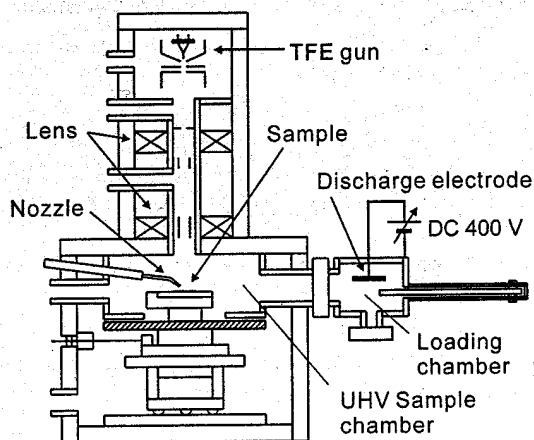 TFE gun
Lens
Sample
Discharge electrode
Nozzle
DC 400 V
Loading
chamber
UHV Sample
chamber